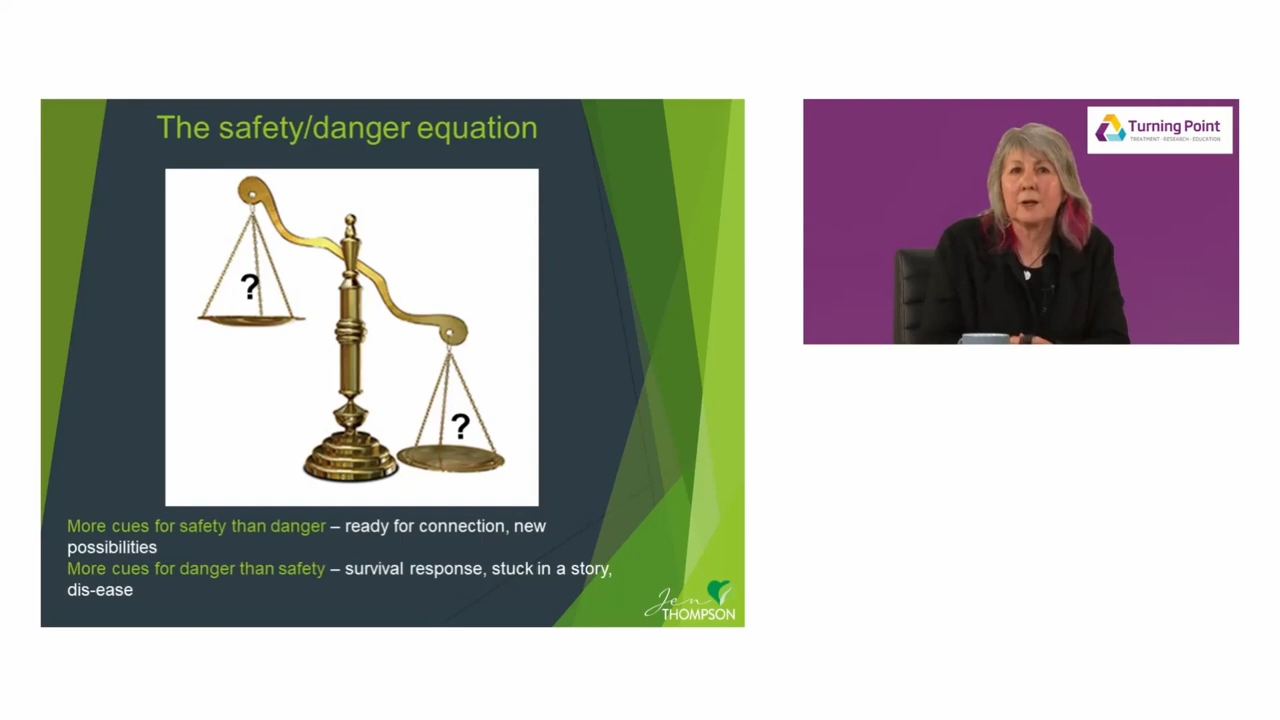 The safety/danger equation
?
?
More cues for safety than danger – ready for connection, new
possibilities
More cues for danger than safety – survival response, stuck in a story,
dis-ease
Jen
THOMPSON
Turning Point
TREATMENT · RESEARCH · EDUCATION